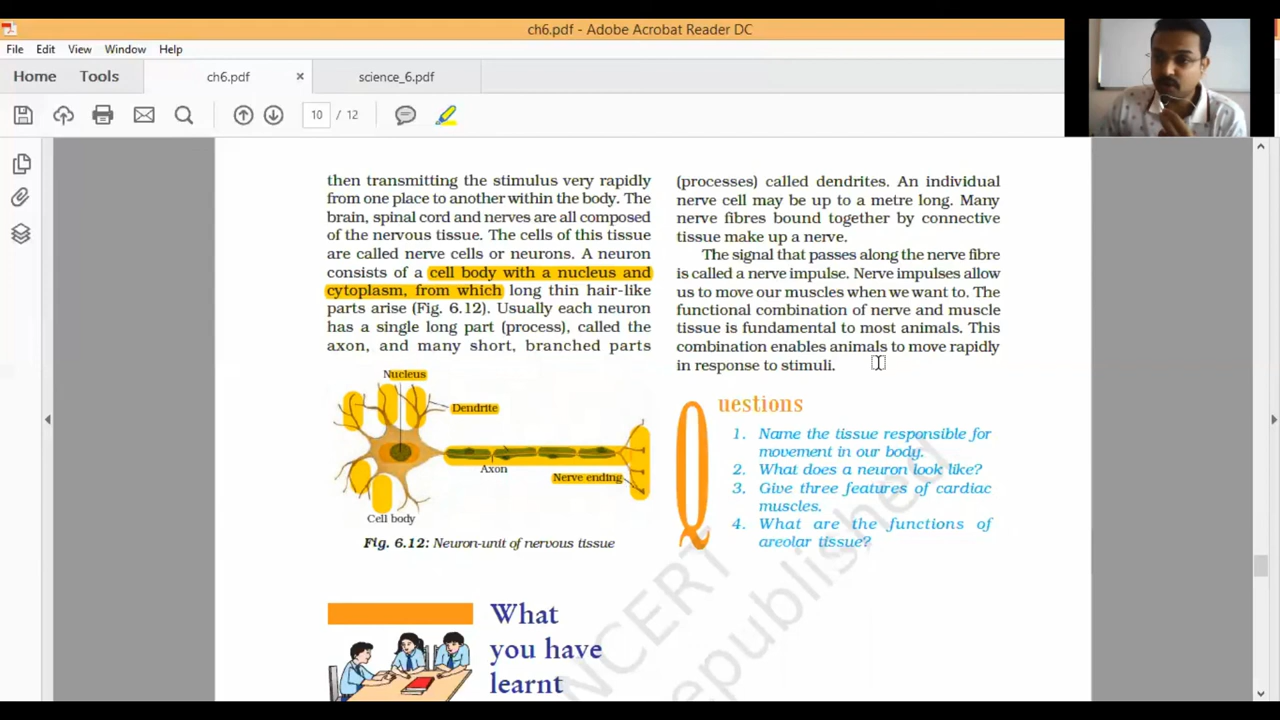 ch6.pdf - Adobe Acrobat Reader DC
File Edit View Window Help
Home Tools ch6.pdf × science_6.pdf
10 / 12
then transmitting the stimulus very rapidly
from one place to another within the body. The
brain, spinal cord and nerves are all composed
of the nervous tissue. The cells of this tissue
are called nerve cells or neurons. A neuron
consists of a cell body with a nucleus and
cytoplasm, from which long thin hair-like
parts arise (Fig. 6.12). Usually each neuron
has a single long part (process), called the
axon, and many short, branched parts
Nucleus
Dendrite
Axon
Nerve ending
Cell body
Fig. 6.12: Neuron-unit of nervous tissue
(processes) called dendrites. An individual
nerve cell may be up to a metre long. Many
nerve fibres bound together by connective
tissue make up a nerve.
The signal that passes along the nerve fibre
is called a nerve impulse. Nerve impulses allow
us to move our muscles when we want to. The
functional combination of nerve and muscle
tissue is fundamental to most animals. This
combination enables animals to move rapidly
in response to stimuli.
Questions
1. Name the tissue responsible for
movement in our body.
2. What does a neuron look like?
3. Give three features of cardiac
muscles.
4. What are the functions of
areolar tissue?
What
you have
learnt
NCERT
republished